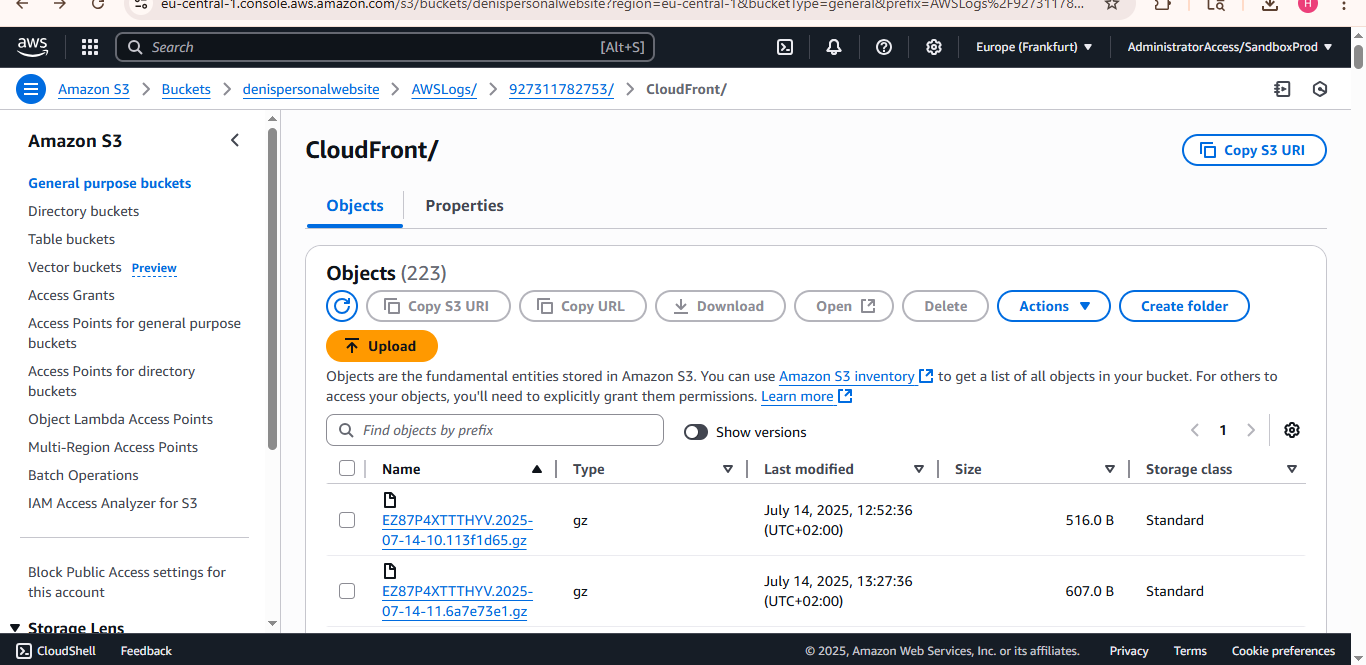 eu-central-1.console.aws.amazon.com/s3/buckets/denispersonalwebsite?region=eu-central-1&bucketType=general&prefix=AWSLogs%2F92731178...
H
aws
Search [Alt+S]
Europe (Frankfurt)
AdministratorAccess/SandboxProd
Amazon S3 > Buckets > denispersonalwebsite > AWSLogs/ > 927311782753/ > CloudFront/
Amazon S3
General purpose buckets
Directory buckets
Table buckets
Vector buckets Preview
Access Grants
Access Points for general purpose
buckets
Access Points for directory
buckets
Object Lambda Access Points
Multi-Region Access Points
Batch Operations
IAM Access Analyzer for S3
Block Public Access settings for
this account
Storage Lens
CloudFront/
Copy S3 URI
Objects
Properties
Objects (223)
Copy S3 URI
Copy URL
Download
Open
Delete
Actions
Create folder
Upload
Objects are the fundamental entities stored in Amazon S3. You can use Amazon S3 inventory to get a list of all objects in your bucket. For others to
access your objects, you'll need to explicitly grant them permissions. Learn more
Find objects by prefix
Show versions
1
Name Type Last modified Size Storage class
EZ87P4XTTTHYV.2025-
07-14-10.113f1d65.gz
gz
July 14, 2025, 12:52:36
(UTC+02:00)
516.0 B
Standard
EZ87P4XTTTHYV.2025-
07-14-11.6a7e73e1.gz
gz
July 14, 2025, 13:27:36
(UTC+02:00)
607.0 B
Standard
CloudShell
Feedback
© 2025, Amazon Web Services, Inc. or its affiliates.
Privacy
Terms
Cookie preferences